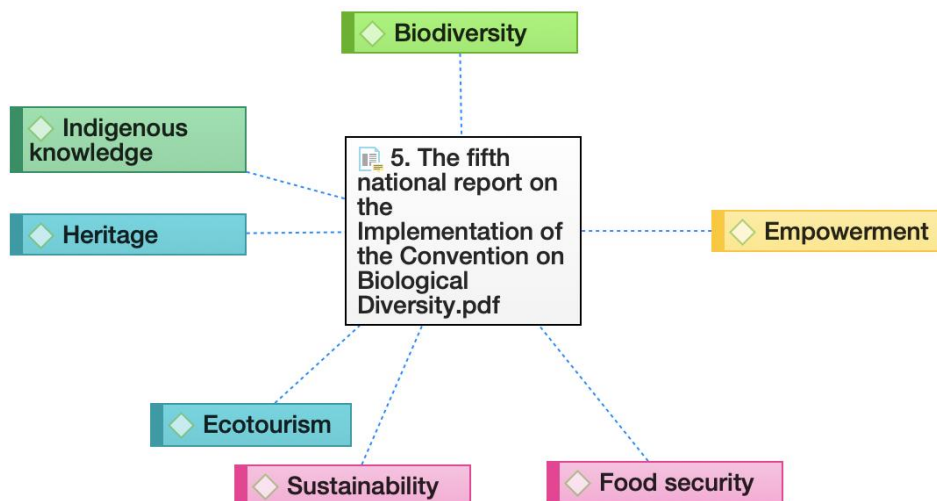 Biodiversity
Indigenous
knowledge
5. The fifth
national report on
the
Implementation of
the Convention on
Biological
Diversity.pdf
Heritage
Empowerment
Ecotourism
Sustainability
Food security